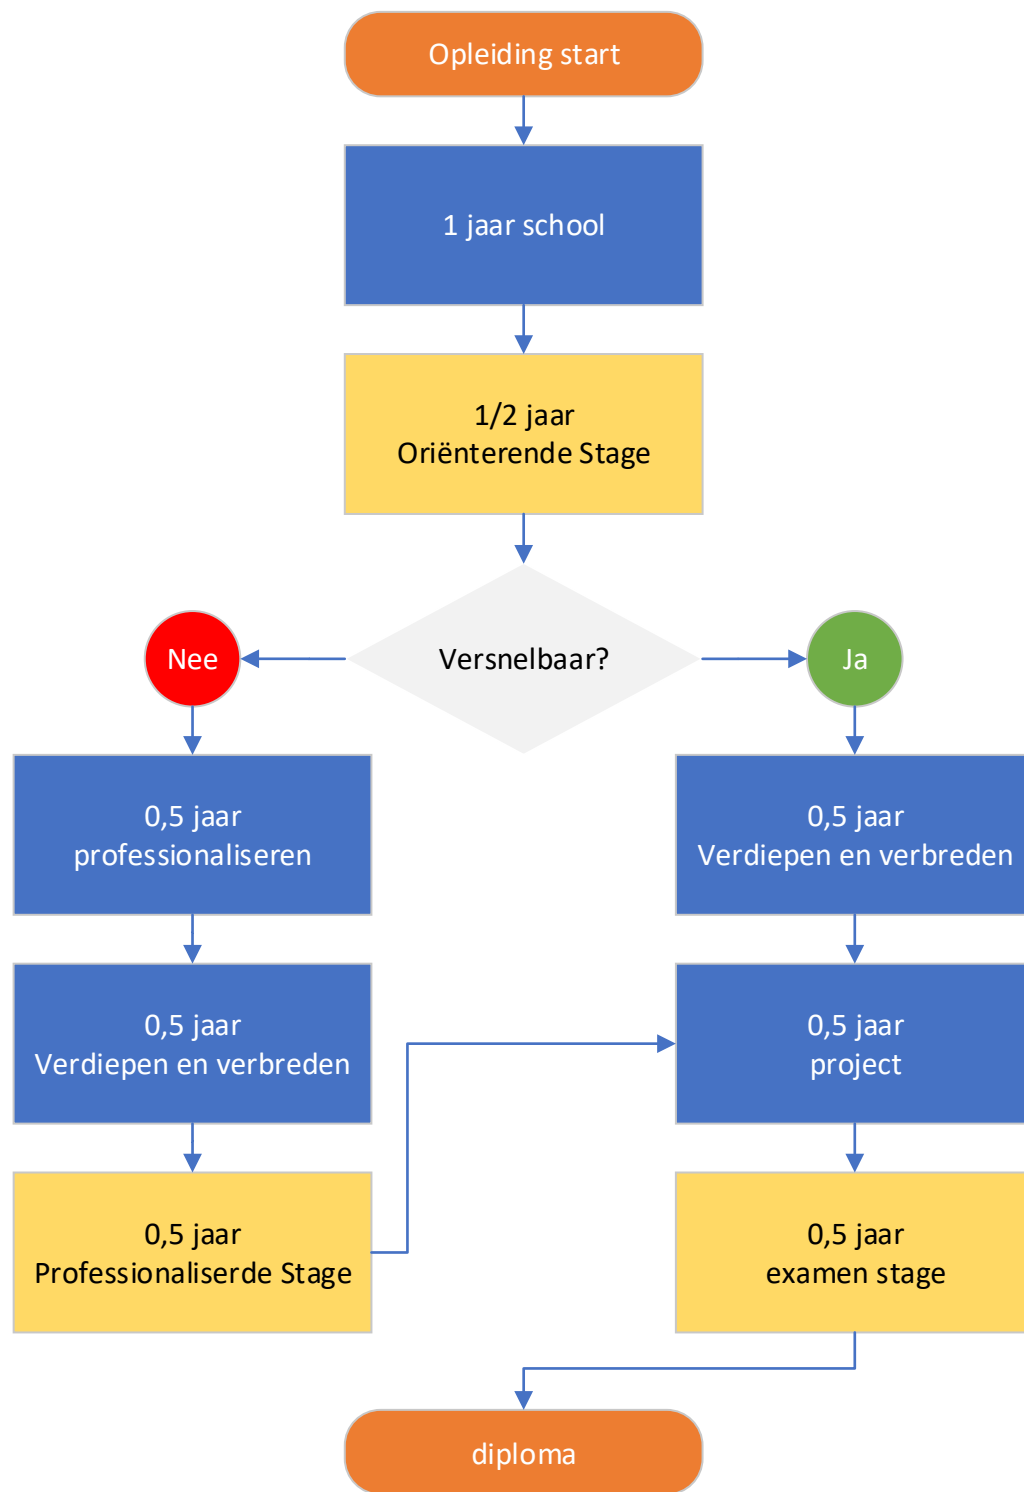 Opleiding start
1 jaar school
1/2 jaar
Oriënterende Stage
Versnelbaar?
Nee
Ja
0,5 jaar
professionaliseren
0,5 jaar
Verdiepen en verbreden
0,5 jaar
Verdiepen en verbreden
0,5 jaar
project
0,5 jaar
Professionaliserde Stage
0,5 jaar
examen stage
diploma